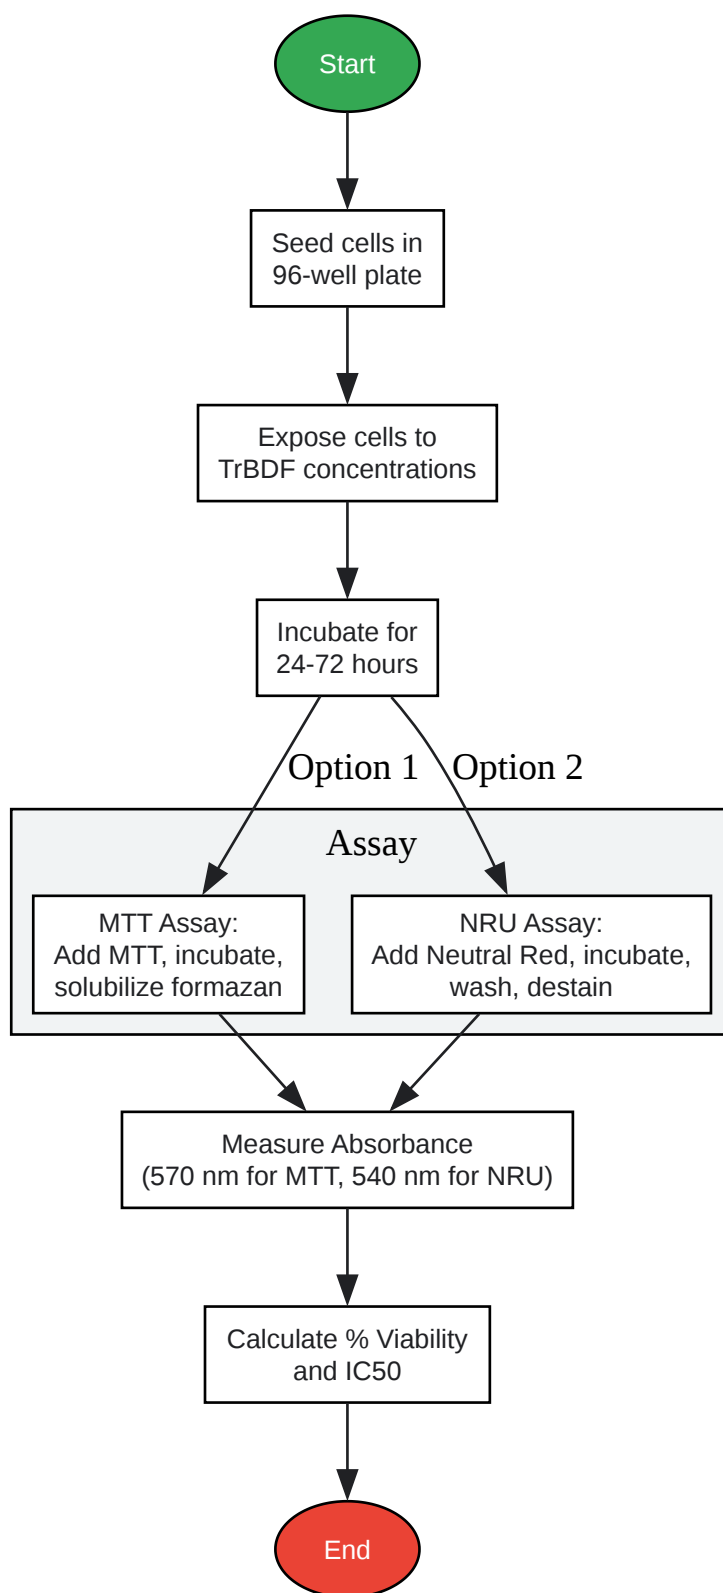 Start
Seed cells in
96-well plate
Expose cells to
TrBDF concentrations
Incubate for
24-72 hours
Option 1
Option 2
Assay
MTT Assay:
Add MTT, incubate,
solubilize formazan
NRU Assay:
Add Neutral Red, incubate,
wash, destain
Measure Absorbance
(570 nm for MTT, 540 nm for NRU)
Calculate % Viability
and IC50
End